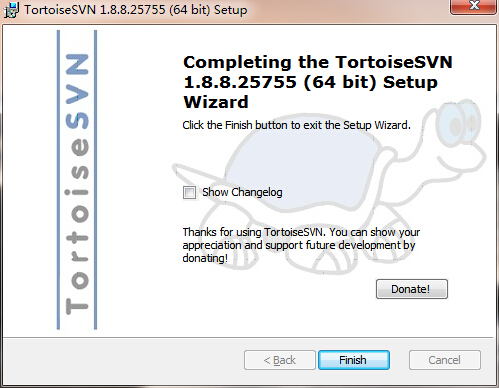 TortoiseSVN 1.8.8.25755 (64 bit) Setup
TortoiseSVN
Completing the TortoiseSVN
1.8.8.25755 (64 bit) Setup
Wizard
Click the Finish button to exit the Setup Wizard.
Show Changelog
Thanks for using TortoiseSVN. You can show your
appreciation and support future development by
donating!
Donate!
< Back
Finish
Cancel